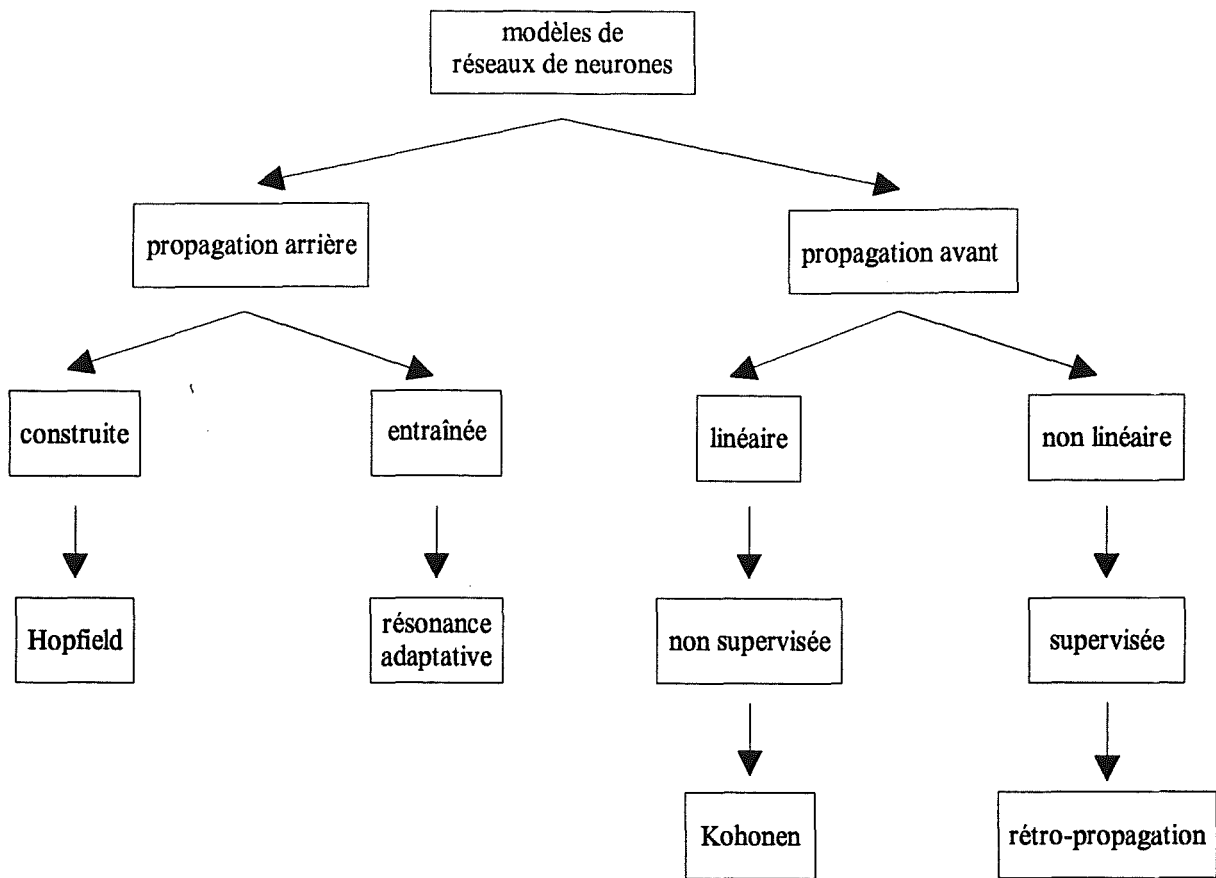 modèles de
réseaux de neurones
propagation arrière
propagation avant
construite
entraînée
linéaire
non linéaire
Hopfield
résonance
adaptative
non supervisée
supervisée
Kohonen
rétro-propagation